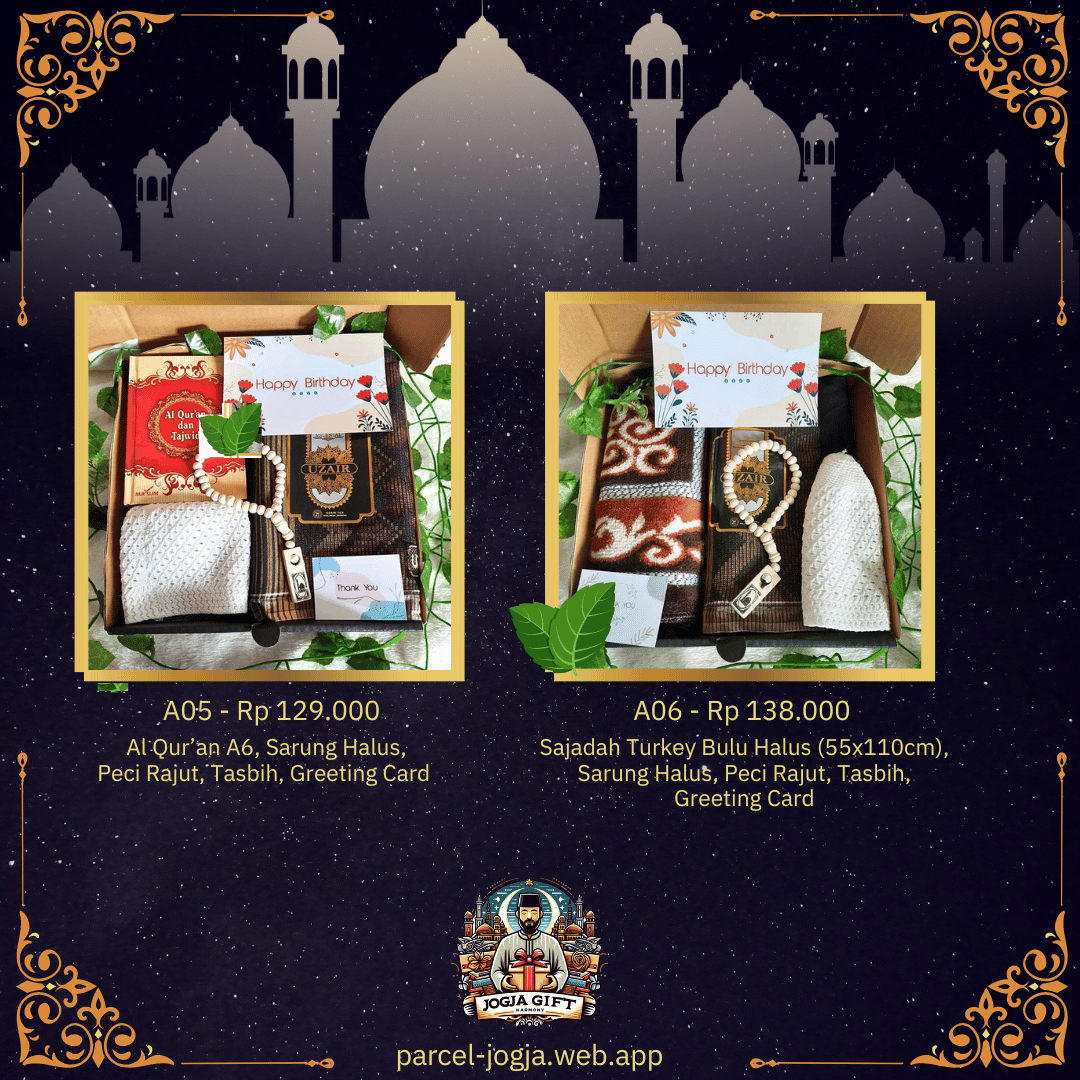 Happy Birthday
Al Qur'an
dan
Tajwid
UZAIR
Thank You
Happy Birthday
YOU
A05 - Rp 129.000
Al Qur’an A6, Sarung Halus,
Peci Rajut, Tasbih, Greeting Card
A06 - Rp 138.000
Sajadah Turkey Bulu Halus (55x110cm),
Sarung Halus, Peci Rajut, Tasbih,
Greeting Card
JOGJA GIFT
HARMONY
parcel-jogja.web.app